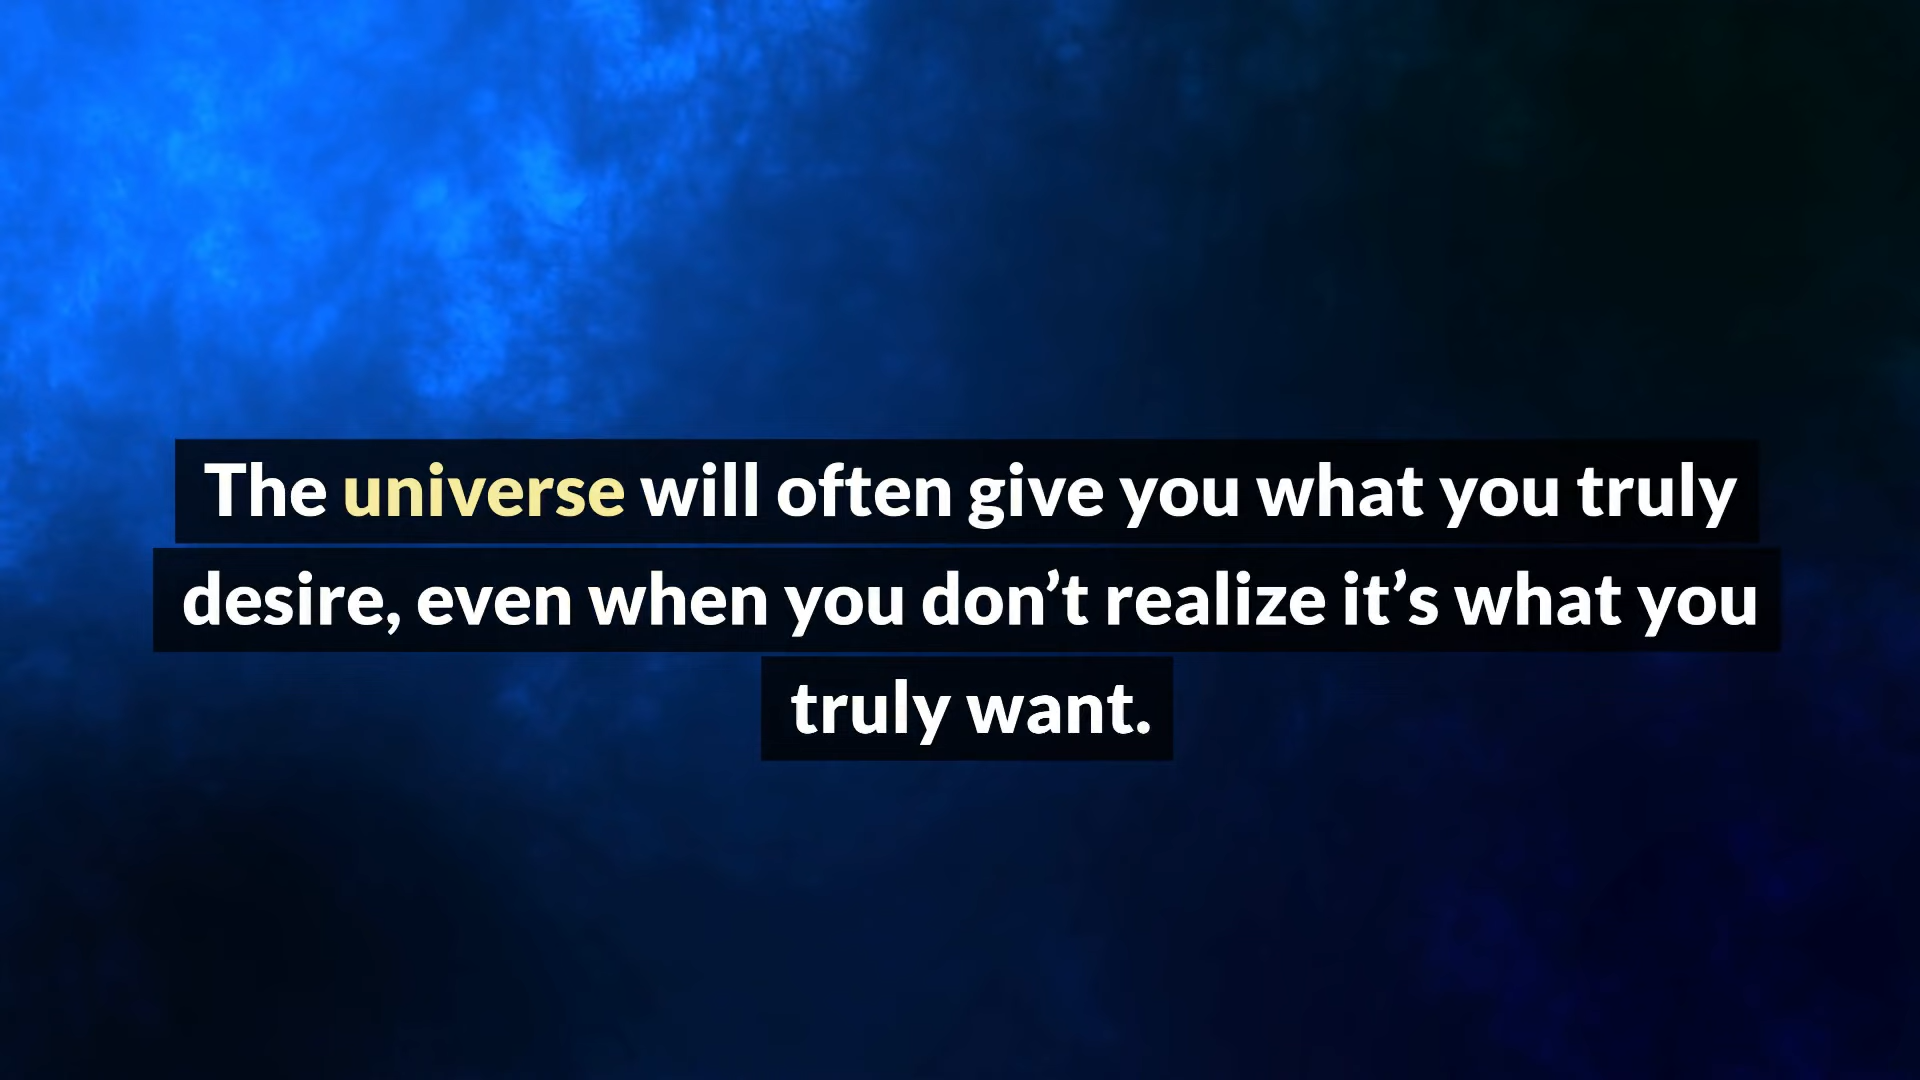 The universe will often give you what you truly
desire, even when you don’t realize it’s what you
truly want.